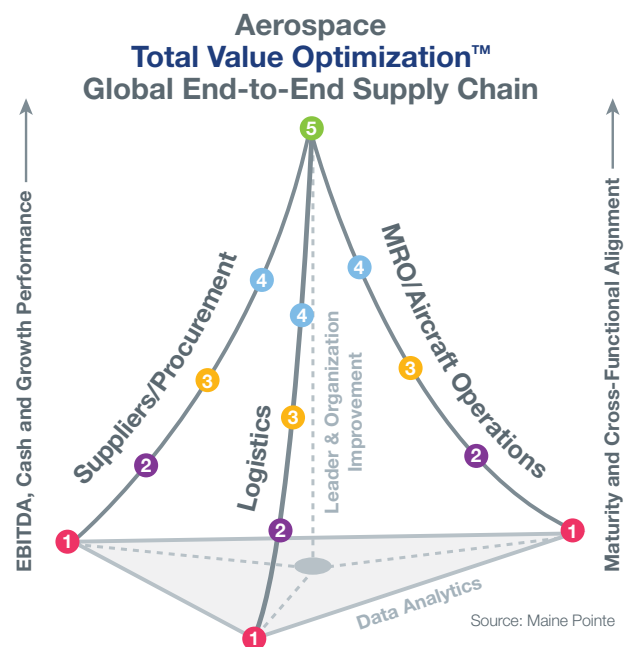 Aerospace
Total Value Optimization™
Global End-to-End Supply Chain
EBITDA, Cash and Growth Performance
Maturity and Cross-Functional Alignment
5
Suppliers/Procurement
4
3
2
1
Logistics
4
3
2
1
Leader & Organization
Improvement
MRO/Aircraft Operations
4
3
2
1
Data Analytics
Source: Maine Pointe